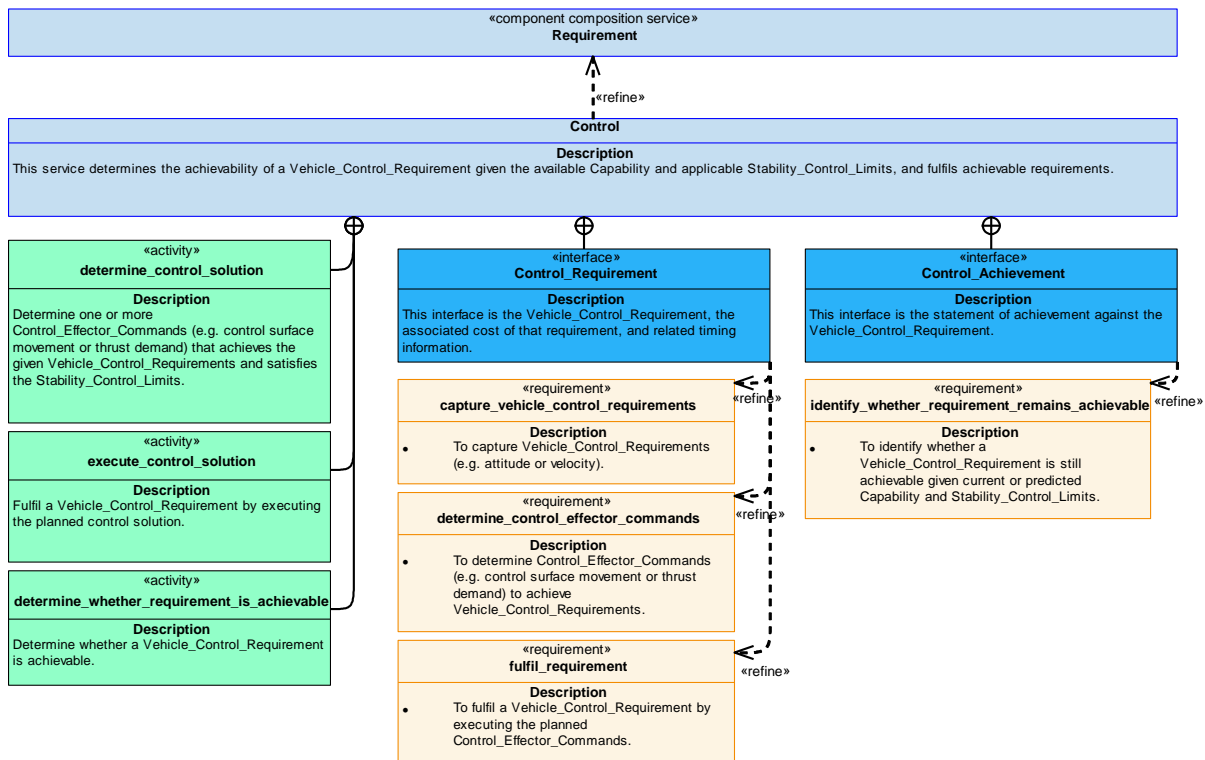 «component composition service»
Requirement
«refine»
Control
Description
This service determines the achievability of a Vehicle_Control_Requirement given the available Capability and applicable Stability_Control_Limits, and fulfils achievable requirements.
«activity»
determine_control_solution
Description
Determine one or more
Control_Effector_Commands (e.g. control surface
movement or thrust demand) that achieves the
given Vehicle_Control_Requirements and satisfies
the Stability_Control_Limits.
«activity»
execute_control_solution
Description
Fulfil a Vehicle_Control_Requirement by executing
the planned control solution.
«activity»
determine_whether_requirement_is_achievable
Description
Determine whether a Vehicle_Control_Requirement
is achievable.
«interface»
Control_Requirement
Description
This interface is the Vehicle_Control_Requirement, the
associated cost of that requirement, and related timing
information.
«requirement»
capture_vehicle_control_requirements
Description
• To capture Vehicle_Control_Requirements
(e.g. attitude or velocity).
«refine»
«requirement»
determine_control_effector_commands
Description
• To determine Control_Effector_Commands
(e.g. control surface movement or thrust
demand) to achieve
Vehicle_Control_Requirements.
«refine»
«requirement»
fulfil_requirement
Description
• To fulfil a Vehicle_Control_Requirement by
executing the planned
Control_Effector_Commands.
«refine»
«interface»
Control_Achievement
Description
This interface is the statement of achievement against the
Vehicle_Control_Requirement.
«requirement»
identify_whether_requirement_remains_achievable
Description
• To identify whether a
Vehicle_Control_Requirement is still
achievable given current or predicted
Capability and Stability_Control_Limits.
«refine»